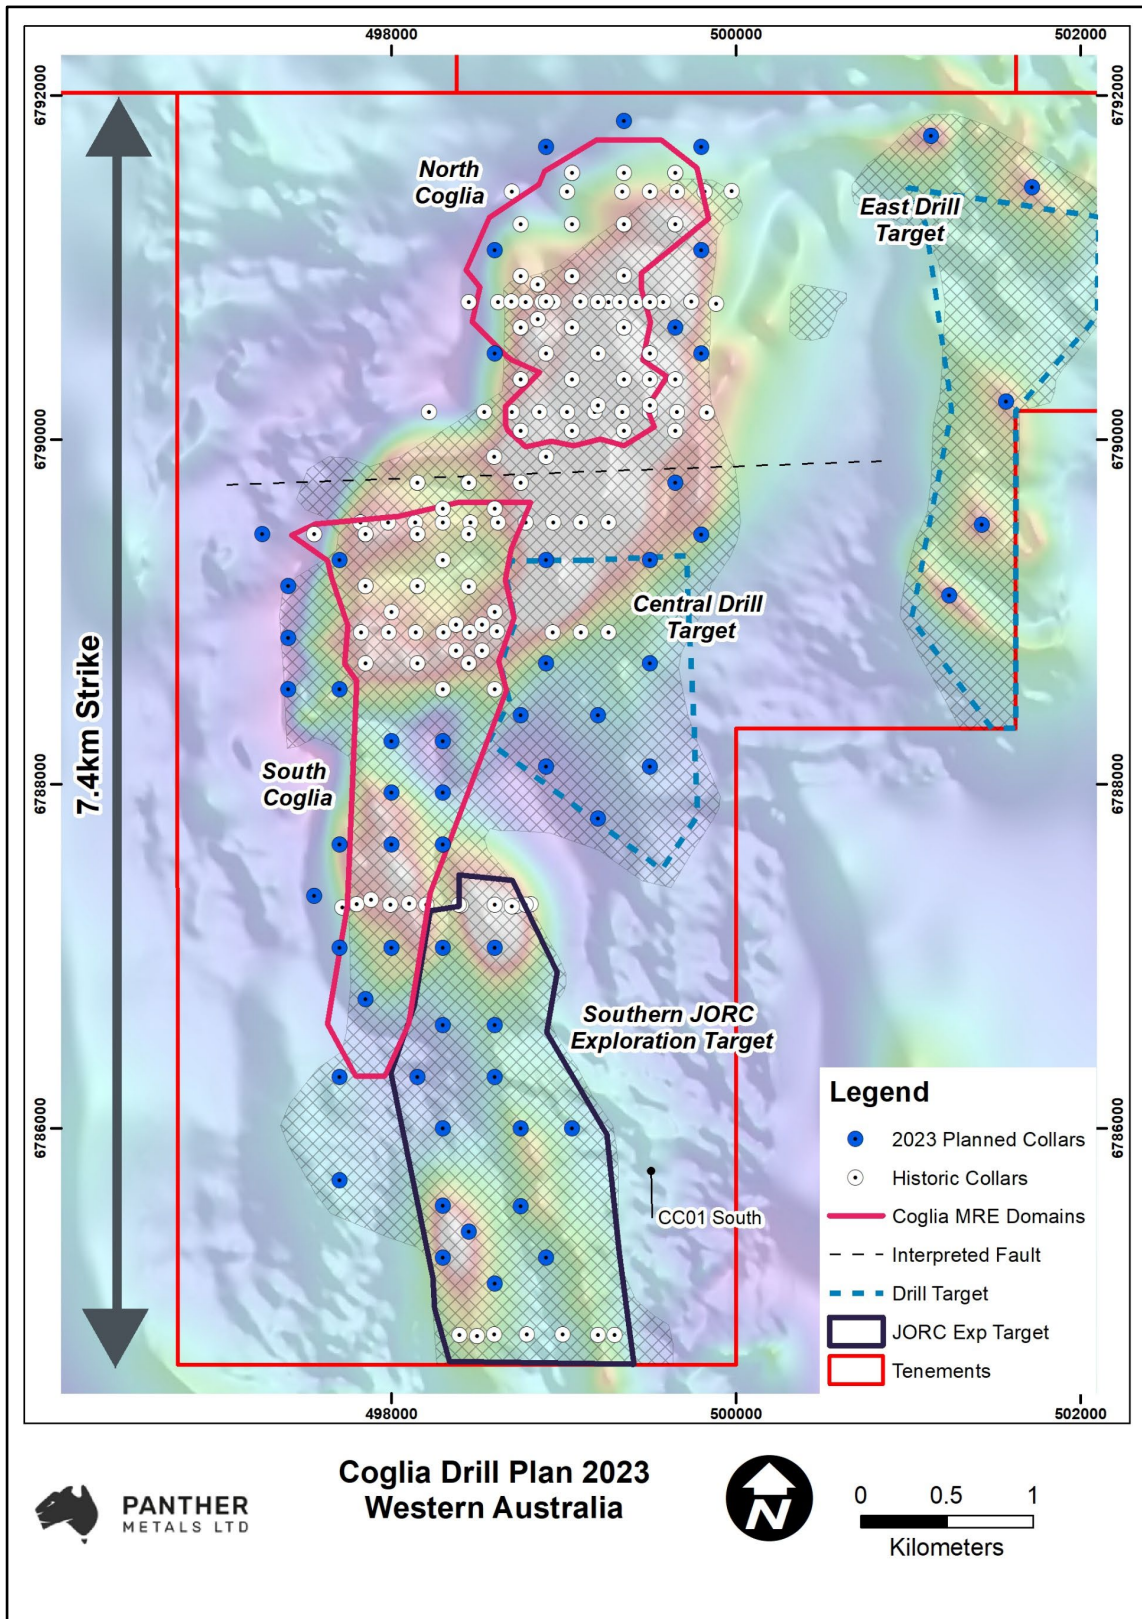 498000
500000
502000
6792000
6792000
North
Coglia
East Drill
Target
6790000
6790000
Central Drill
Target
7.4km Strike
South
Coglia
6788000
6788000
Southern JORC
Exploration Target
6786000
6786000
CC01 South
Legend
2023 Planned Collars
Historic Collars
Coglia MRE Domains
Interpreted Fault
Drill Target
JORC Exp Target
Tenements
498000
500000
502000
PANTHER
METALS LTD
Coglia Drill Plan 2023
Western Australia
N
0 0.5 1
Kilometers